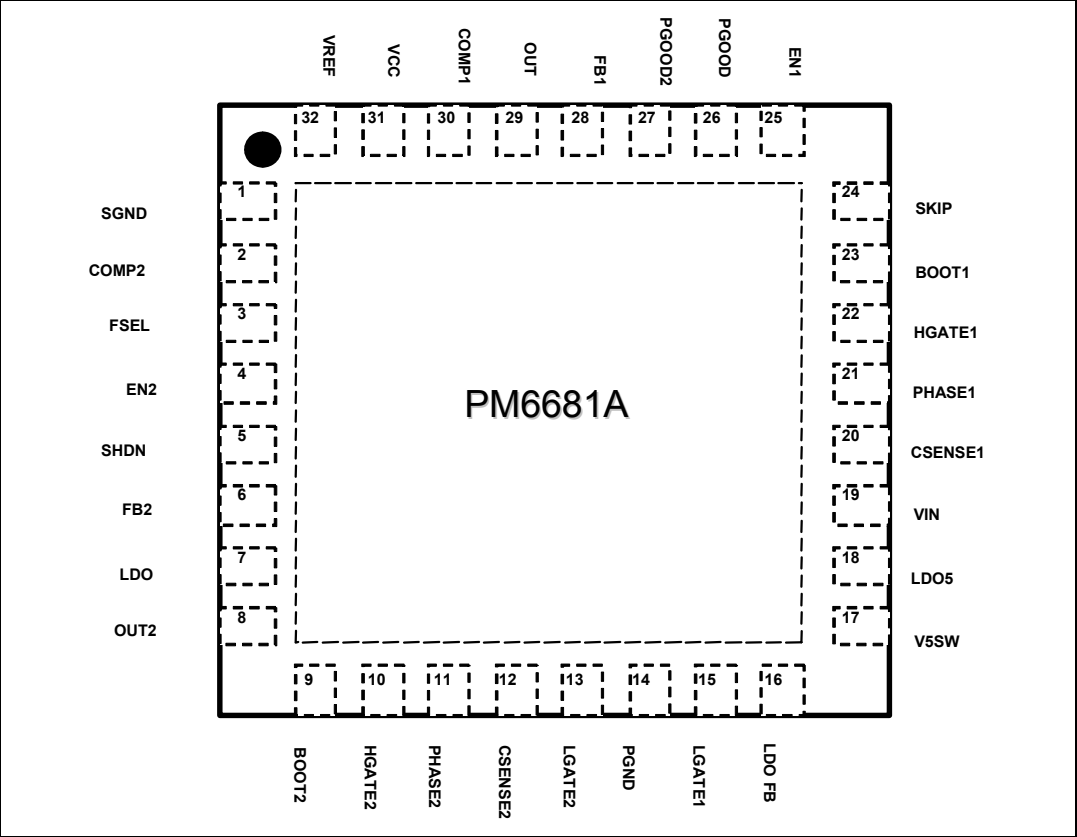 VREF
VCC
COMP1
OUT
FB1
PGOOD2
PGOOD
EN1
32
31
30
29
28
27
26
25
SGND
1
COMP2
2
FSEL
3
EN2
4
SHDN
5
FB2
6
LDO
7
OUT2
8
PM6681A
24
SKIP
23
BOOT1
22
HGATE1
21
PHASE1
20
CSENSE1
19
VIN
18
LDO5
17
V5SW
9
10
11
12
13
14
15
16
BOOT2
HGATE2
PHASE2
CSENSE2
LGATE2
PGND
LGATE1
LDO FB